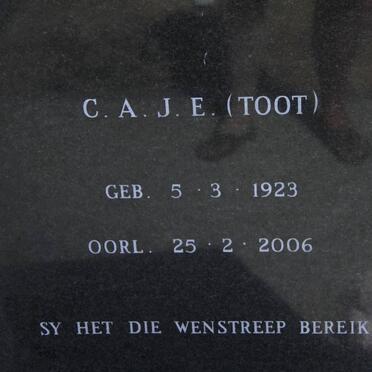 C. A. J. E. (TOOT)
GEB. 5 · 3 · 1923
OORL. 25 · 2 · 2006
SY HET DIE WENSTREEP BEREIK